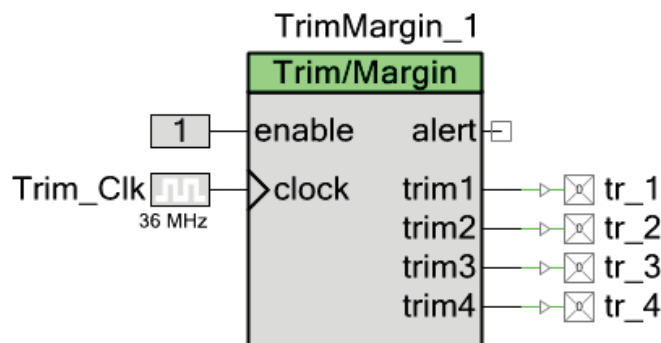 TrimMargin_1
Trim/Margin
1 enable alert
Trim_Clk clock trim1 tr_1
36 MHz
trim2 tr_2
trim3 tr_3
trim4 tr_4